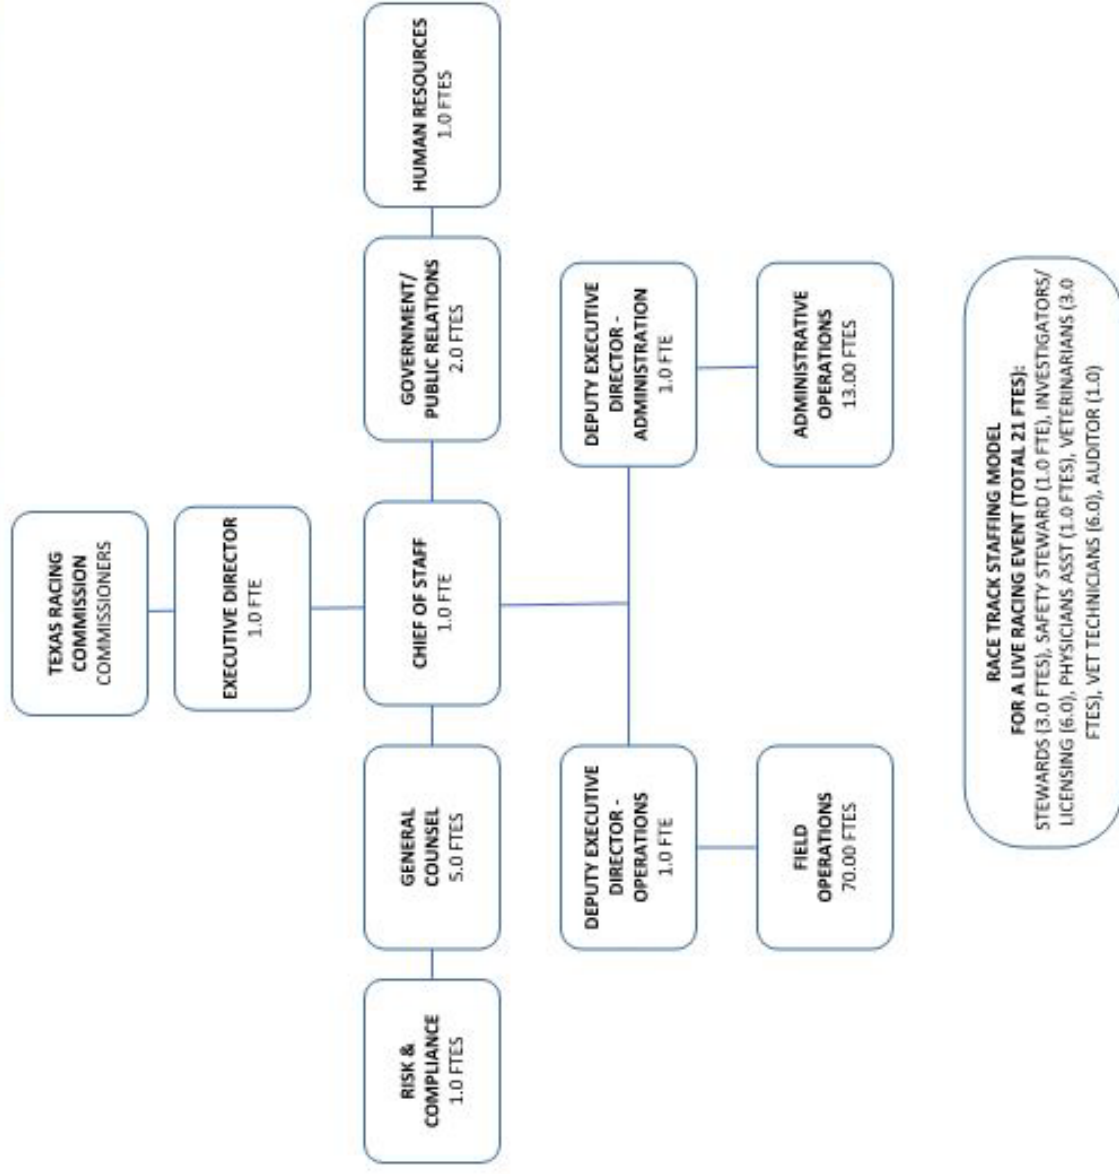 TEXAS RACING
COMMISSION
COMMISSIONERS
EXECUTIVE DIRECTOR
1.0 FTE
RISK &
COMPLIANCE
1.0 FTES
GENERAL
COUNSEL
5.0 FTES
CHIEF OF STAFF
1.0 FTE
GOVERNMENT/
PUBLIC RELATIONS
2.0 FTES
HUMAN RESOURCES
1.0 FTES
DEPUTY EXECUTIVE
DIRECTOR -
OPERATIONS
1.0 FTE
DEPUTY EXECUTIVE
DIRECTOR -
ADMINISTRATION
1.0 FTE
FIELD
OPERATIONS
70.00 FTES
ADMINISTRATIVE
OPERATIONS
13.00 FTES
RACE TRACK STAFFING MODEL
FOR A LIVE RACING EVENT (TOTAL 21 FTES):
STEWARDS (3.0 FTES), SAFETY STEWARD (1.0 FTE), INVESTIGATORS/
LICENSING (6.0), PHYSICIANS ASST (1.0 FTES), VETERINARIANS (3.0
FTES), VET TECHNICIANS (6.0), AUDITOR (1.0)